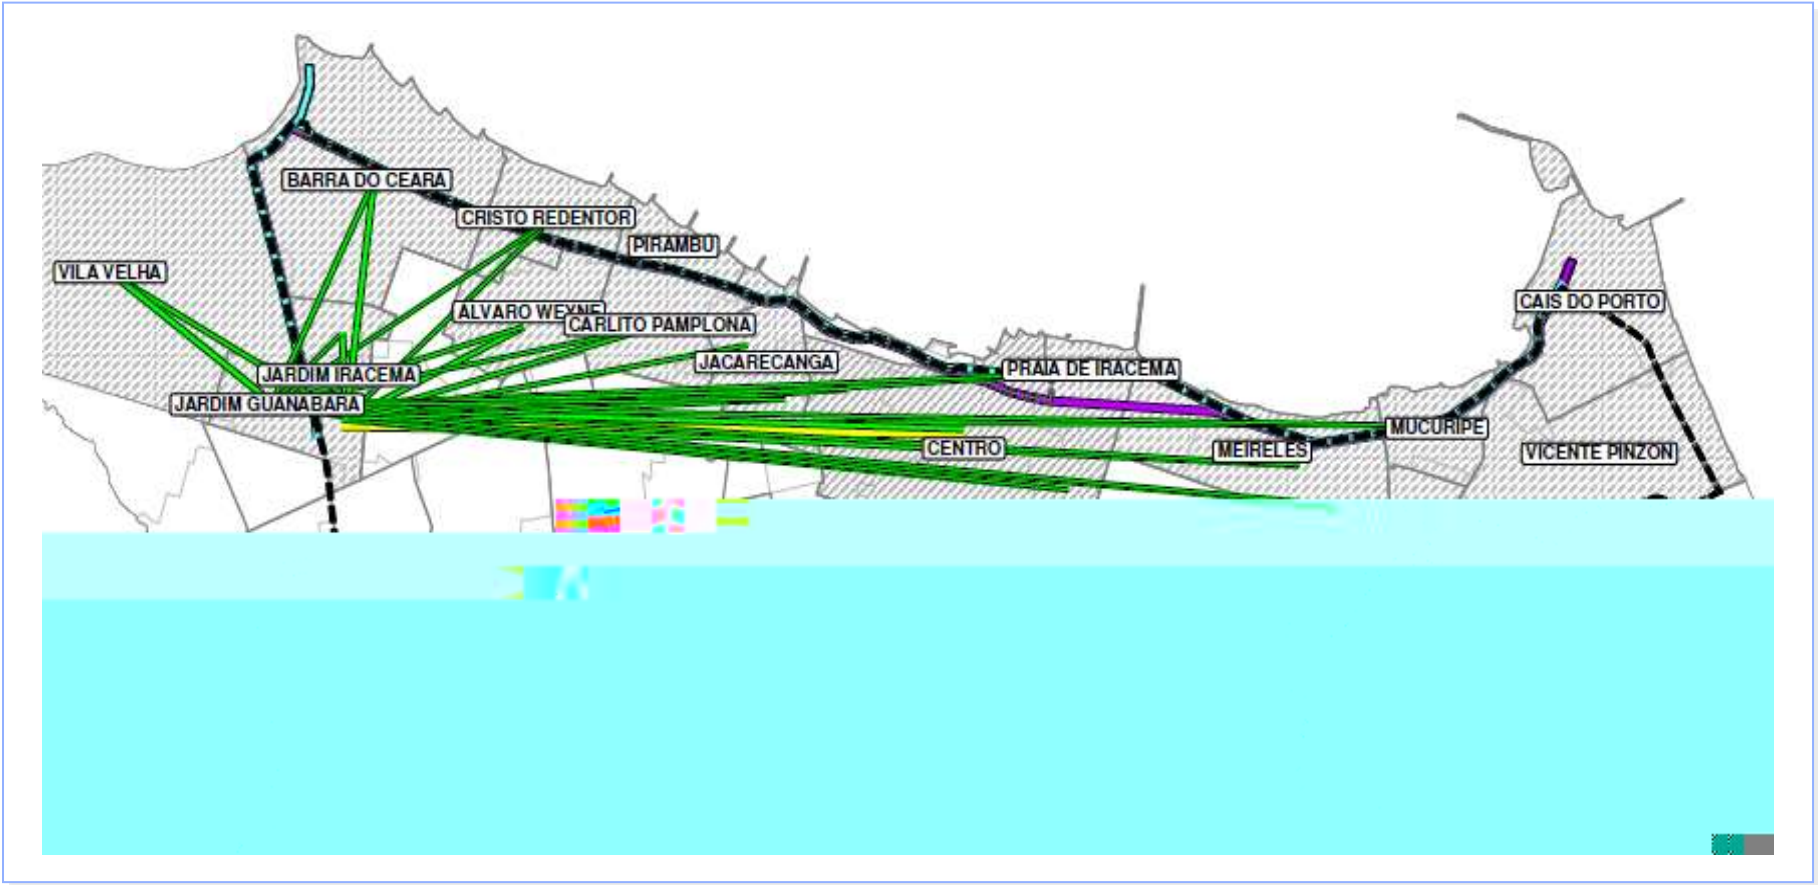 BARRA DO CEARA
CRISTO REDENTOR
PIRAMBU
VILA VELHA
CAIS DO PORTO
ALVARO WEYNE
CARLITO PAMPLONA
JACARECANGA
PRAIA DE IRACEMA
JARDIM IRACEMA
JARDIM GUANABARA
MUCURIPE
CENTRO
MEIRELES
VICENTE PINZON